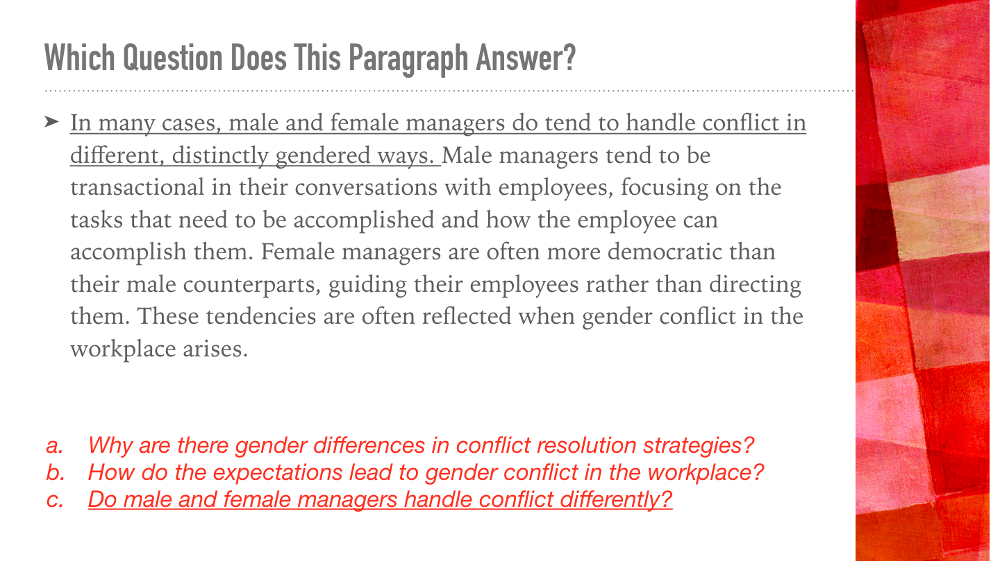 Which Question Does This Paragraph Answer?
➤ In many cases, male and female managers do tend to handle conflict in
different, distinctly gendered ways. Male managers tend to be
transactional in their conversations with employees, focusing on the
tasks that need to be accomplished and how the employee can
accomplish them. Female managers are often more democratic than
their male counterparts, guiding their employees rather than directing
them. These tendencies are often reflected when gender conflict in the
workplace arises.
a. Why are there gender differences in conflict resolution strategies?
b. How do the expectations lead to gender conflict in the workplace?
c. Do male and female managers handle conflict differently?